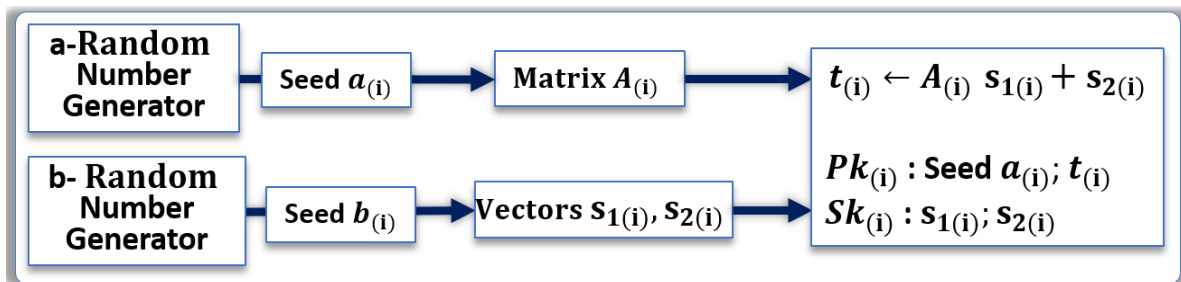 a-Random
Number
Generator
Seed a(i)
Matrix A(i)
t(i) ← A(i) s1(i) + s2(i)
Pk(i) : Seed a(i); t(i)
Sk(i) : s1(i); s2(i)
b- Random
Number
Generator
Seed b(i)
Vectors s1(i), s2(i)